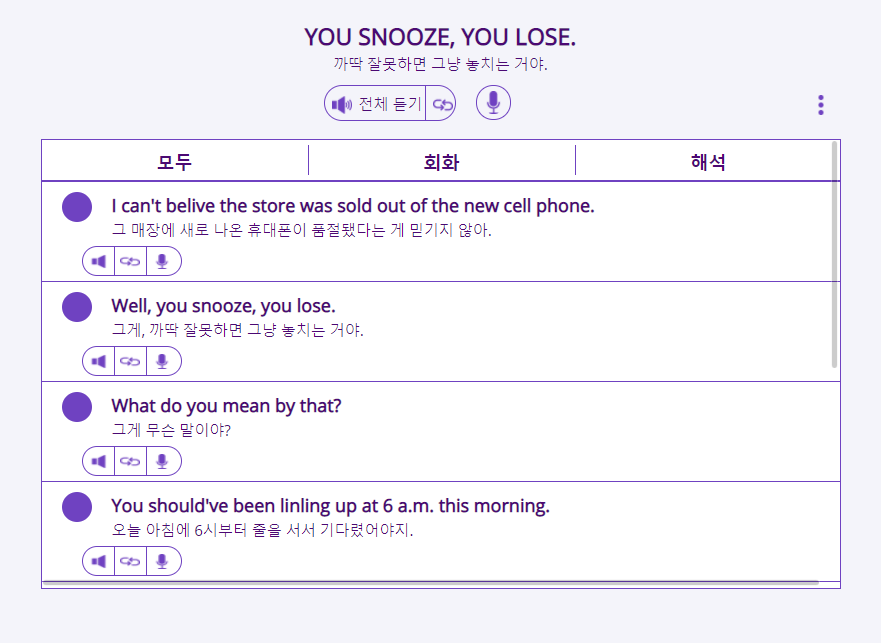 YOU SNOOZE, YOU LOSE.
까딱 잘못하면 그냥 놓치는 거야.
전체 듣기
모두 회화 해석
I can't belive the store was sold out of the new cell phone.
그 매장에 새로 나온 휴대폰이 품절됐다는 게 믿기지 않아.
Well, you snooze, you lose.
그게, 까딱 잘못하면 그냥 놓치는 거야.
What do you mean by that?
그게 무슨 말이야?
You should've been linling up at 6 a.m. this morning.
오늘 아침에 6시부터 줄을 서서 기다렸어야지.